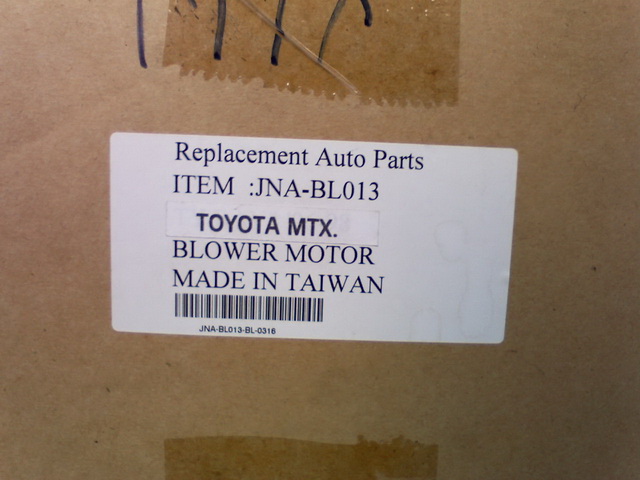 Replacement Auto Parts
ITEM :JNA-BL013
TOYOTA MTX.
BLOWER MOTOR
MADE IN TAIWAN
JNA-BL013-BL-0316